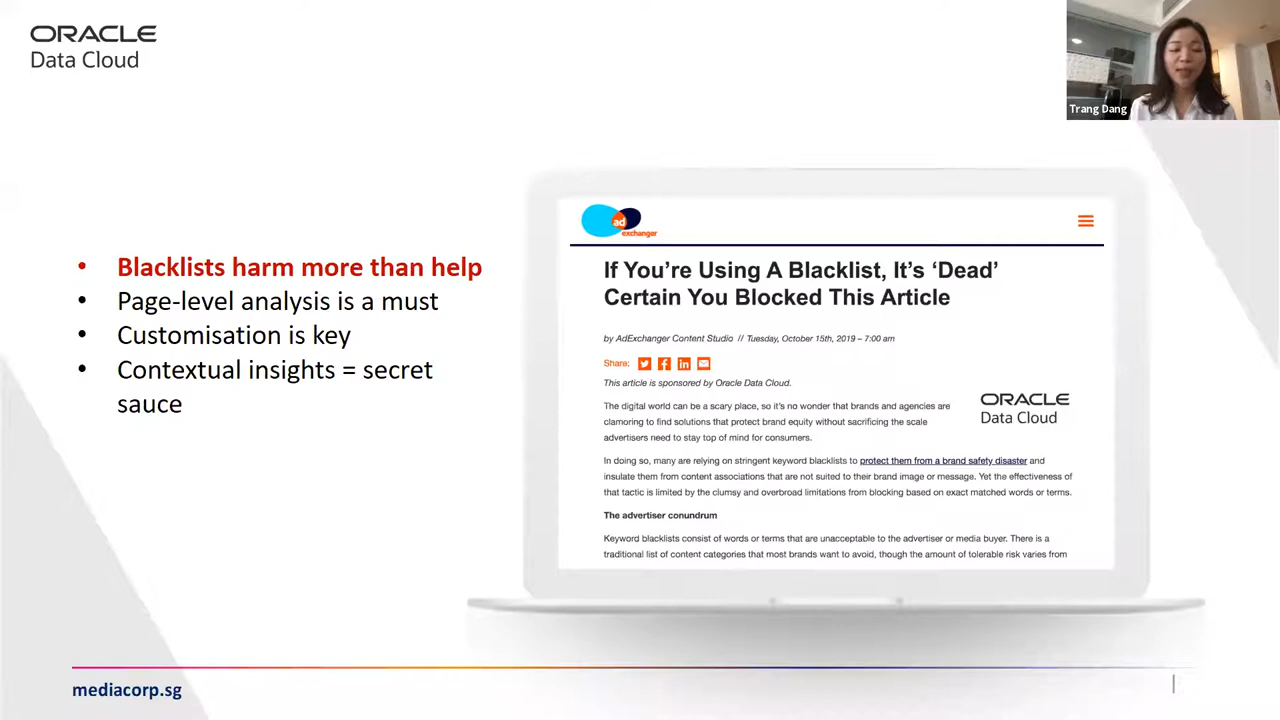 ORACLE
Data Cloud
Trang Dang
• Blacklists harm more than help
• Page-level analysis is a must
• Customisation is key
• Contextual insights = secret
sauce
ad
exchanger
If You’re Using A Blacklist, It’s ‘Dead’
Certain You Blocked This Article
by AdExchanger Content Studio // Tuesday, October 15th, 2019 – 7:00 am
Share:
This article is sponsored by Oracle Data Cloud.
ORACLE
Data Cloud
The digital world can be a scary place, so it’s no wonder that brands and agencies are
clamoring to find solutions that protect brand equity without sacrificing the scale
advertisers need to stay top of mind for consumers.
In doing so, many are relying on stringent keyword blacklists to protect them from a brand safety disaster and
insulate them from content associations that are not suited to their brand image or message. Yet the effectiveness of
that tactic is limited by the clumsy and overbroad limitations from blocking based on exact matched words or terms.
The advertiser conundrum
Keyword blacklists consist of words or terms that are unacceptable to the advertiser or media buyer. There is a
traditional list of content categories that most brands want to avoid, though the amount of tolerable risk varies from
mediacorp.sg